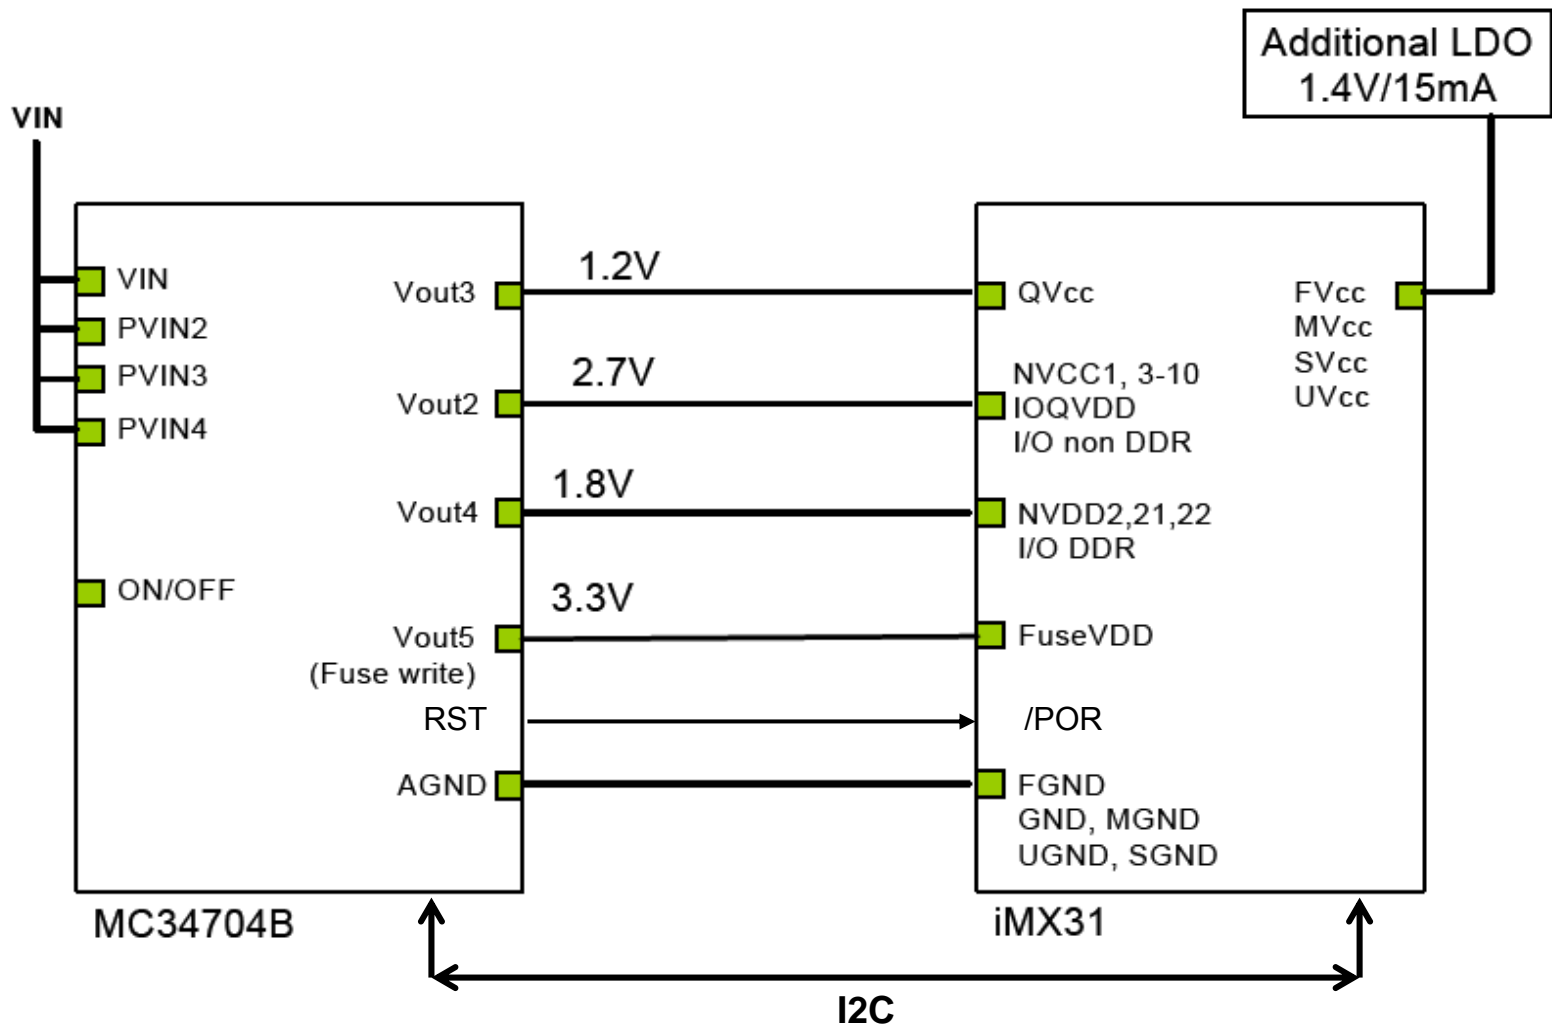 Additional LDO
1.4V/15mA
VIN
VIN
PVIN2
PVIN3
PVIN4
ON/OFF
Vout3
Vout2
Vout4
Vout5
(Fuse write)
RST
AGND
1.2V
2.7V
1.8V
3.3V
QVcc
NVCC1, 3-10
IOQVDD
I/O non DDR
NVDD2,21,22
I/O DDR
FuseVDD
/POR
FGND
GND, MGND
UGND, SGND
FVcc
MVcc
SVcc
UVcc
MC34704B
iMX31
I2C